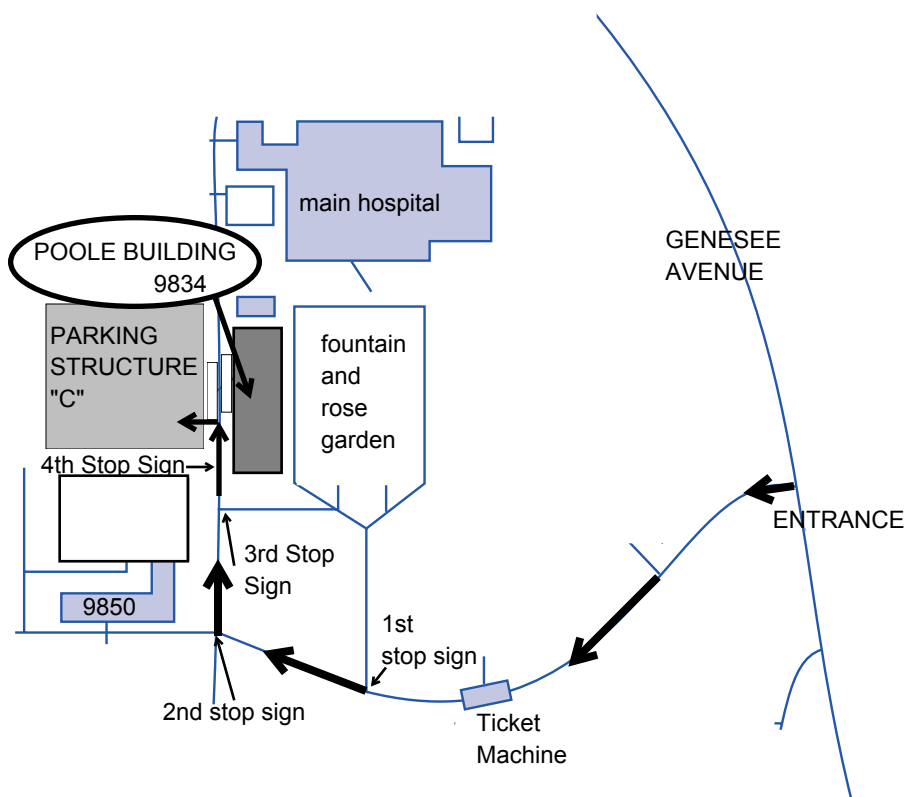 main hospital
POOLE BUILDING
9834
GENESEE
AVENUE
PARKING
STRUCTURE
"C"
fountain
and
rose
garden
4th Stop Sign
ENTRANCE
3rd Stop
Sign
9850
1st
stop sign
2nd stop sign
Ticket
Machine